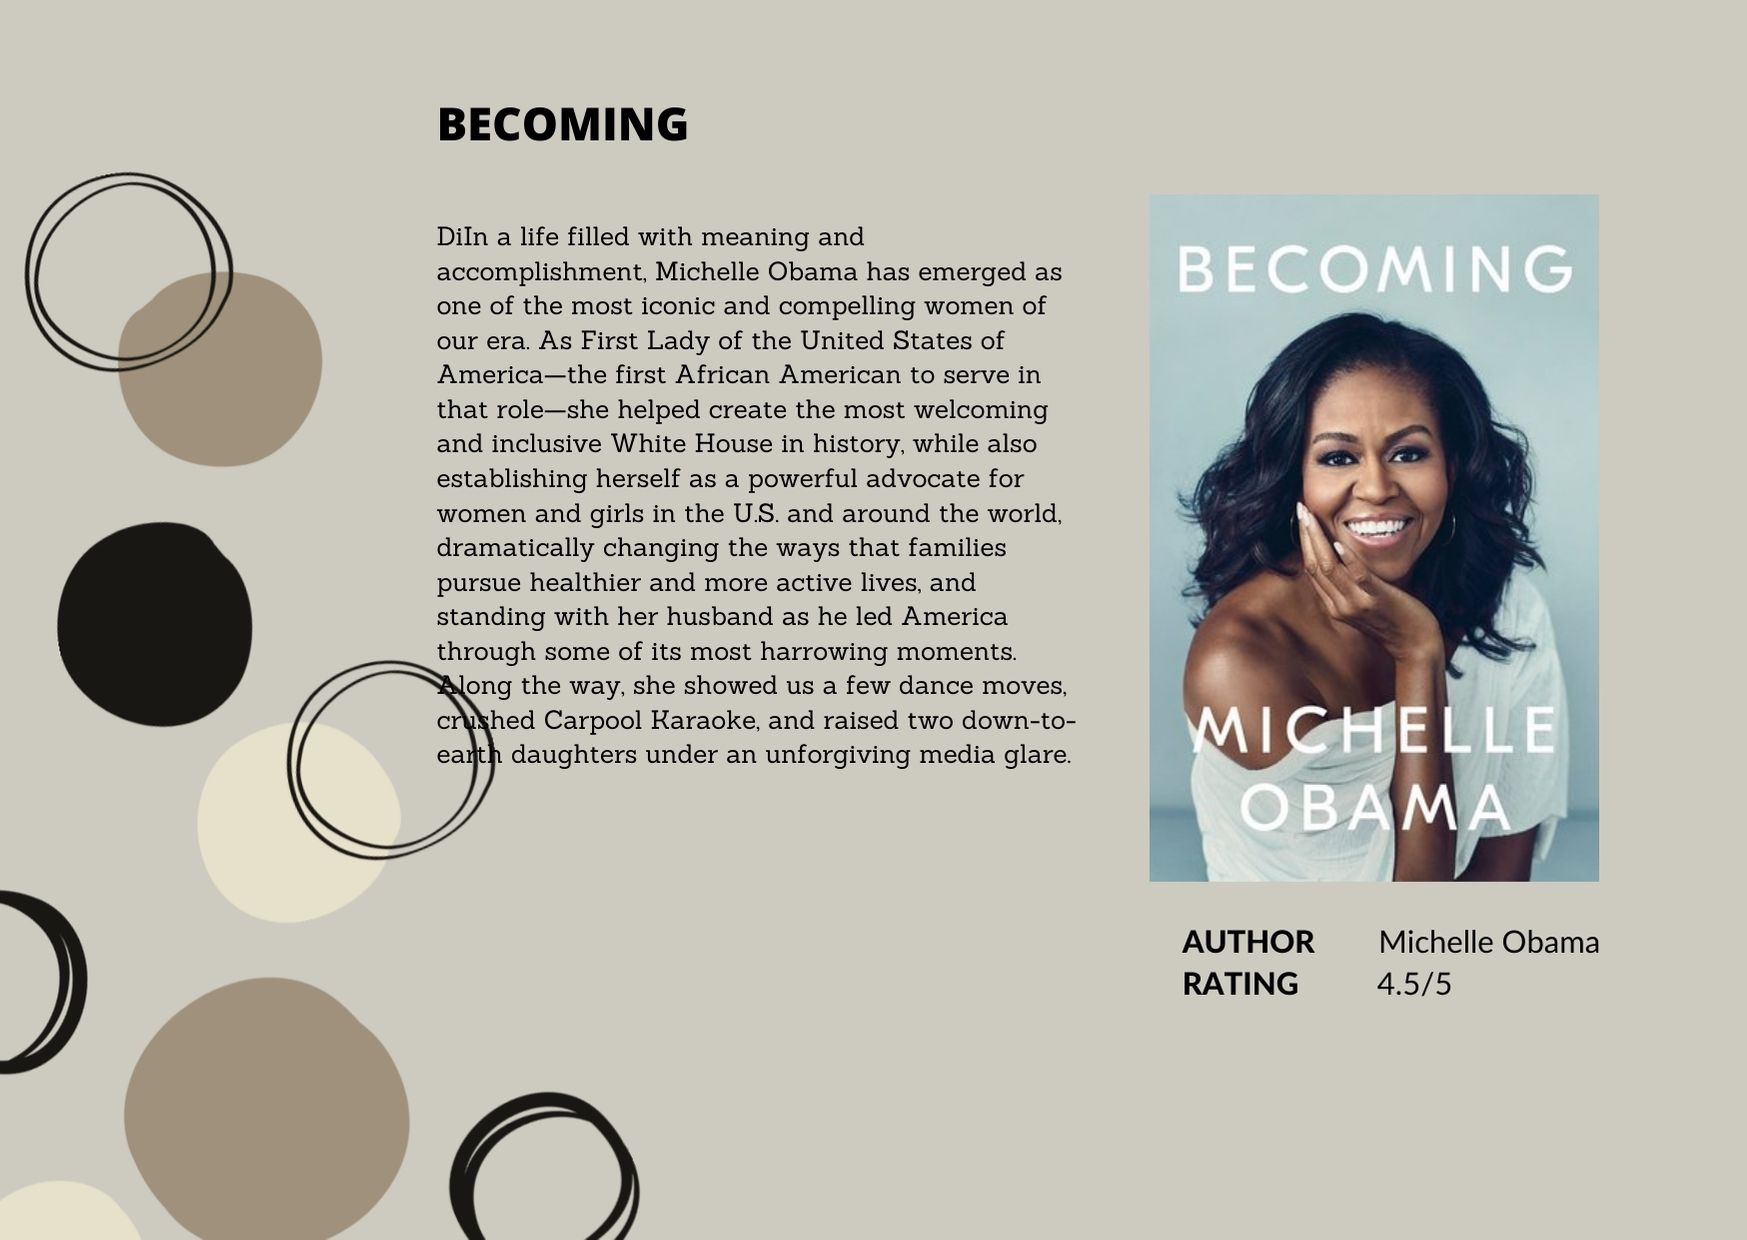 BECOMING
DiIn a life filled with meaning and
accomplishment, Michelle Obama has emerged as
one of the most iconic and compelling women of
our era. As First Lady of the United States of
America—the first African American to serve in
that role—she helped create the most welcoming
and inclusive White House in history, while also
establishing herself as a powerful advocate for
women and girls in the U.S. and around the world,
dramatically changing the ways that families
pursue healthier and more active lives, and
standing with her husband as he led America
through some of its most harrowing moments.
Along the way, she showed us a few dance moves,
crushed Carpool Karaoke, and raised two down-to-
earth daughters under an unforgiving media glare.
BECOMING
MICHELLE
OBAMA
AUTHOR Michelle Obama
RATING 4.5/5